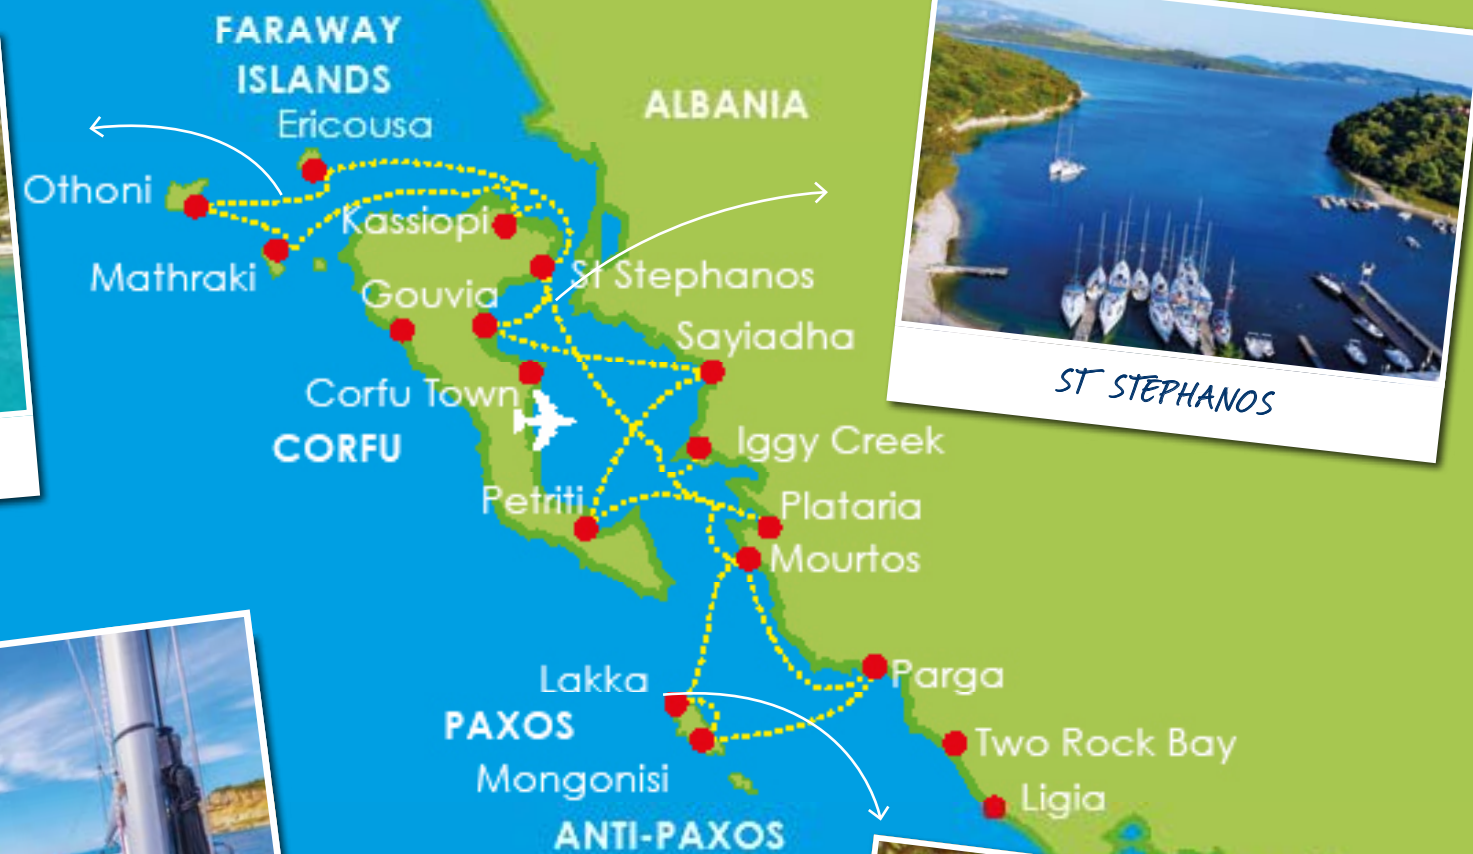 FARAWAY
ISLANDS
Ericousa
ALBANIA
Othoni
Kassiopi
Mathraki
St Stephanos
Gouvia
Sayiadha
Corfu Town
ST STEPHANOS
CORFU
Iggy Creek
Petriti
Plataria
Mourtos
Lakka
Parga
PAXOS
Two Rock Bay
Mongonisi
Ligia
ANTI-PAXOS